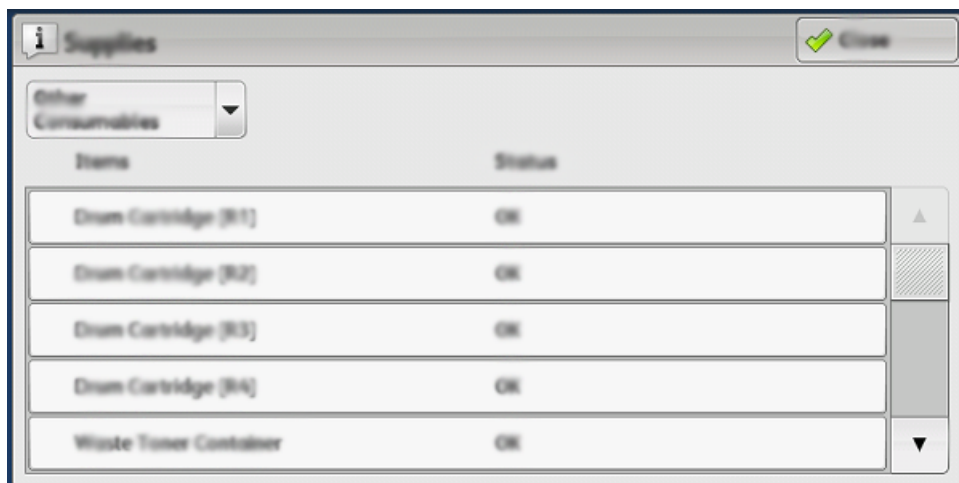 Supplies
Close
Other
Consumables
Items Status
Drum Cartridge [R1] OK
Drum Cartridge [R2] OK
Drum Cartridge [R3] OK
Drum Cartridge [R4] OK
Waste Toner Container OK